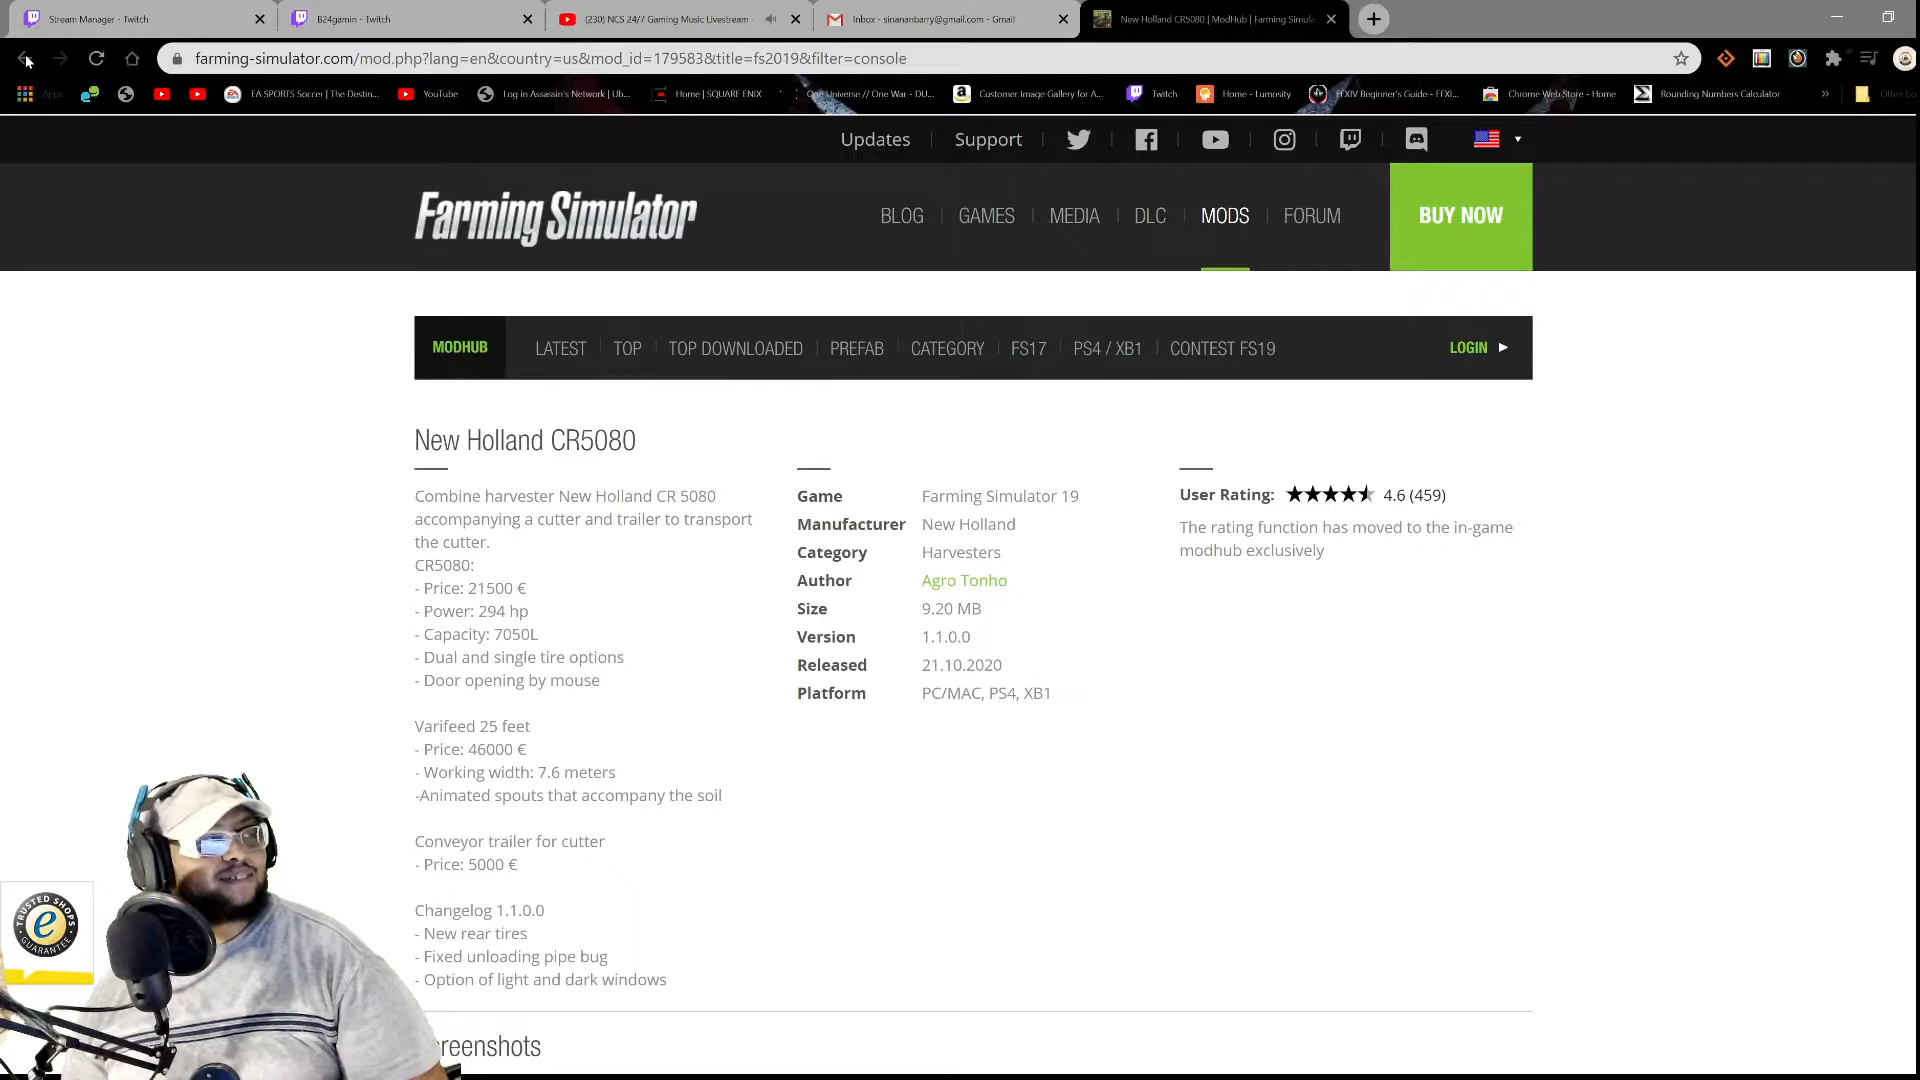 Stream Manager - Twitch
B24gamin - Twitch
(230) NCS 24/7 Gaming Music Livestream
Inbox - sinananbarry@gmail.com - Gmail
New Holland CR5080 | ModHub | Farming Simula
farming-simulator.com/mod.php?lang=en&country=us&mod_id=179583&title=fs2019&filter=console
Apps
EA SPORTS Soccer | The Destin...
YouTube
Log in Assassin's Network | Ub...
Home | SQUARE ENIX
One Universe // One War - DU...
Customer Image Gallery for A...
Twitch
Home - Lumosity
FFXIV Beginner's Guide - FFXI...
Chrome Web Store - Home
Rounding Numbers Calculator
»
Updates
Support
Farming Simulator
BLOG
GAMES
MEDIA
DLC
MODS
FORUM
BUY NOW
MODHUB
LATEST
TOP
TOP DOWNLOADED
PREFAB
CATEGORY
FS17
PS4 / XB1
CONTEST FS19
LOGIN
New Holland CR5080
Combine harvester New Holland CR 5080
accompanying a cutter and trailer to transport
the cutter.
CR5080:
- Price: 21500 €
- Power: 294 hp
- Capacity: 7050L
- Dual and single tire options
- Door opening by mouse
Varifeed 25 feet
- Price: 46000 €
- Working width: 7.6 meters
-Animated spouts that accompany the soil
Conveyor trailer for cutter
- Price: 5000 €
Changelog 1.1.0.0
- New rear tires
- Fixed unloading pipe bug
- Option of light and dark windows
Game Farming Simulator 19
Manufacturer New Holland
Category Harvesters
Author Agro Tonho
Size 9.20 MB
Version 1.1.0.0
Released 21.10.2020
Platform PC/MAC, PS4, XB1
User Rating: 4.6 (459)
The rating function has moved to the in-game
modhub exclusively
TRUSTED SHOPS
e
GUARANTEE
reenshots